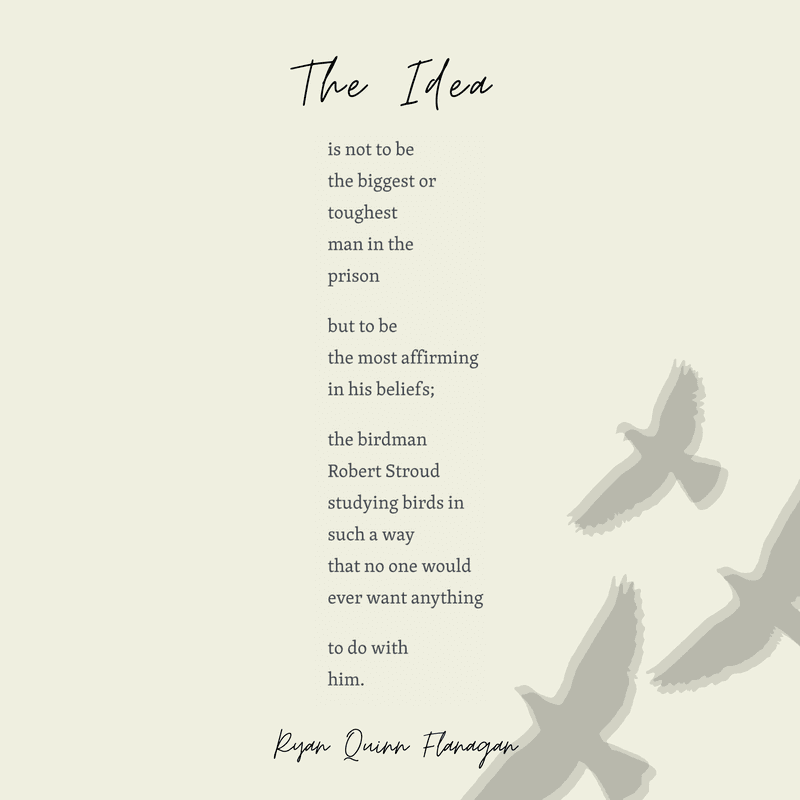 The Idea
is not to be
the biggest or
toughest
man in the
prison
but to be
the most affirming
in his beliefs;
the birdman
Robert Stroud
studying birds in
such a way
that no one would
ever want anything
to do with
him.
Ryan Quinn Flanagan